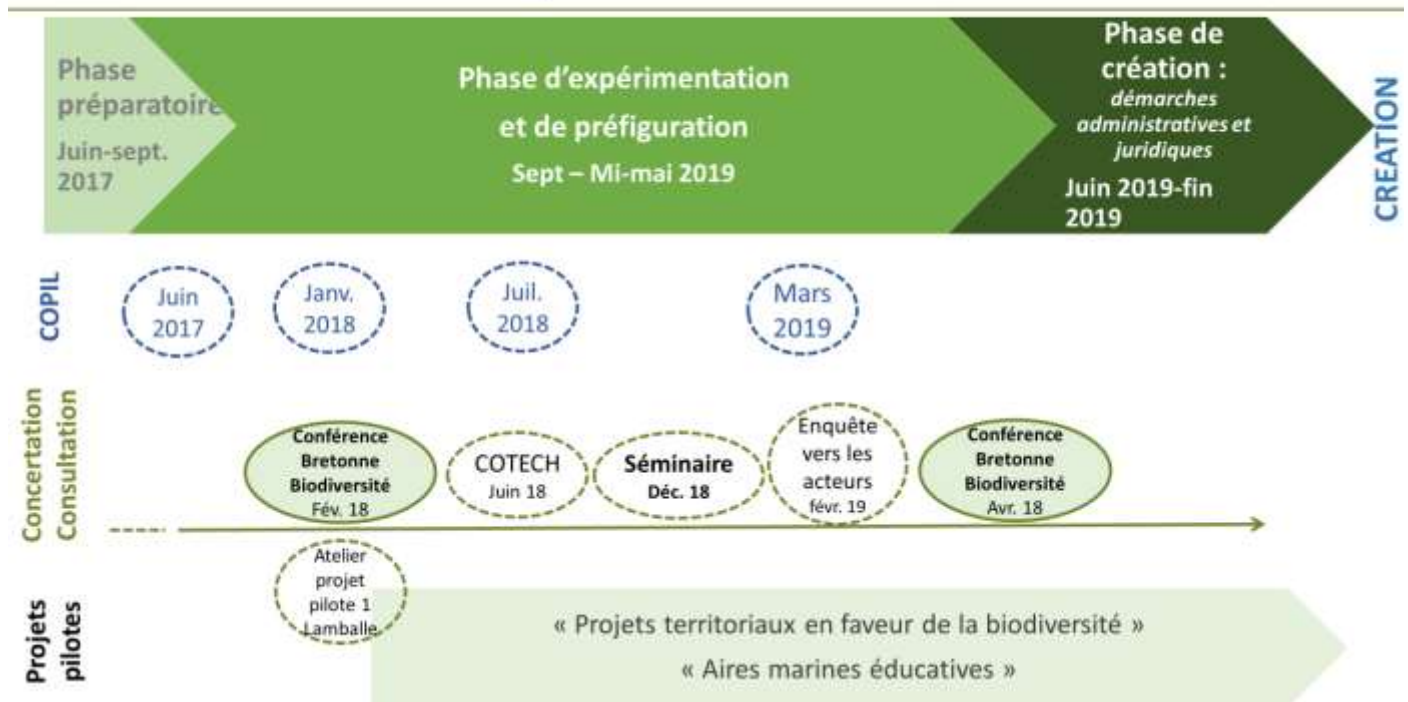 Phase
préparatoire
Juin-sept.
2017
Phase d'expérimentation
et de préfiguration
Sept – Mi-mai 2019
Phase de
création :
démarches
administratives et
juridiques
Juin 2019-fin
2019
CREATION
COPIL
Juin
2017
Janv.
2018
Juil.
2018
Mars
2019
Concertation
Consultation
Conférence
Bretonne
Biodiversité
Fév. 18
COTECH
Juin 18
Séminaire
Déc. 18
Enquête
vers les
acteurs
févr. 19
Conférence
Bretonne
Biodiversité
Avr. 18
Projets
pilotes
Atelier
projet
pilote 1
Lamballe
« Projets territoriaux en faveur de la biodiversité »
« Aires marines éducatives »